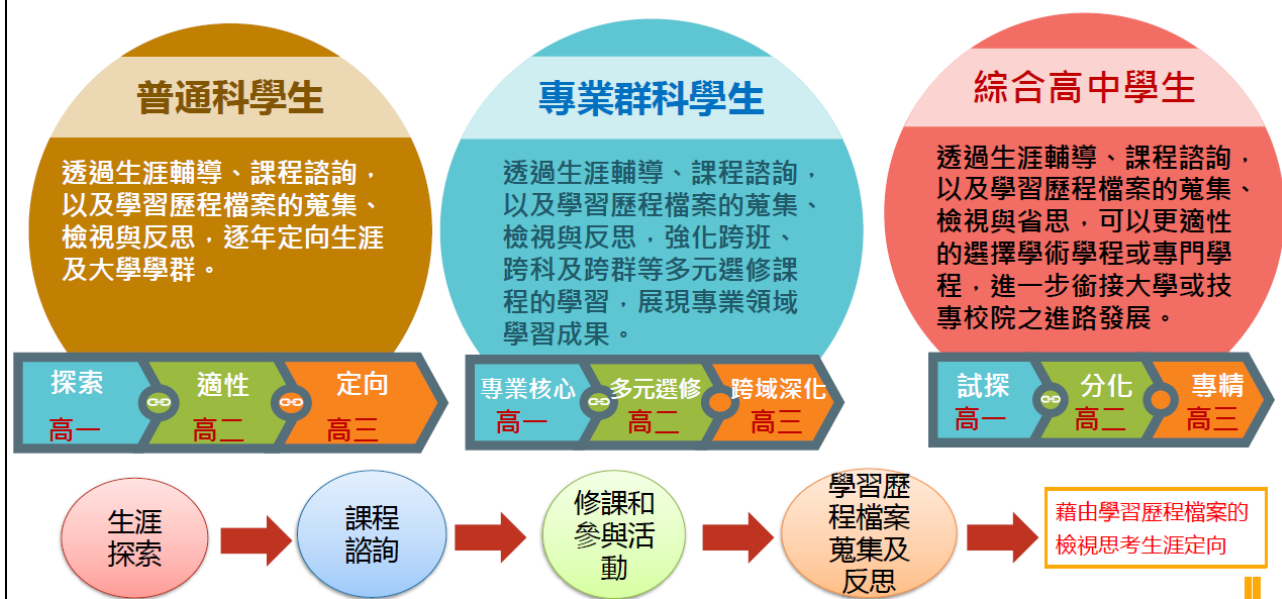 普通科學生
透過生涯輔導、課程諮詢，
以及學習歷程檔案的蒐集、
檢視與反思，逐年定向生涯
及大學學群。
探索
高一
適性
高二
定向
高三
專業群科學生
透過生涯輔導、課程諮詢，
以及學習歷程檔案的蒐集、
檢視與反思，強化跨班、
跨科及跨群等多元選修課
程的學習，展現專業領域
學習成果。
專業核心
高一
多元選修
高二
跨域深化
高三
綜合高中學生
透過生涯輔導、課程諮詢，
以及學習歷程檔案的蒐集、
檢視與省思，可以更適性
的選擇學術學程或專門學
程，進一步銜接大學或技
專校院之進路發展。
試探
高一
分化
高二
專精
高三
生涯
探索
課程
諮詢
修課和
參與活
動
學習歷
程檔案
蒐集及
反思
藉由學習歷程檔案的
檢視思考生涯定向